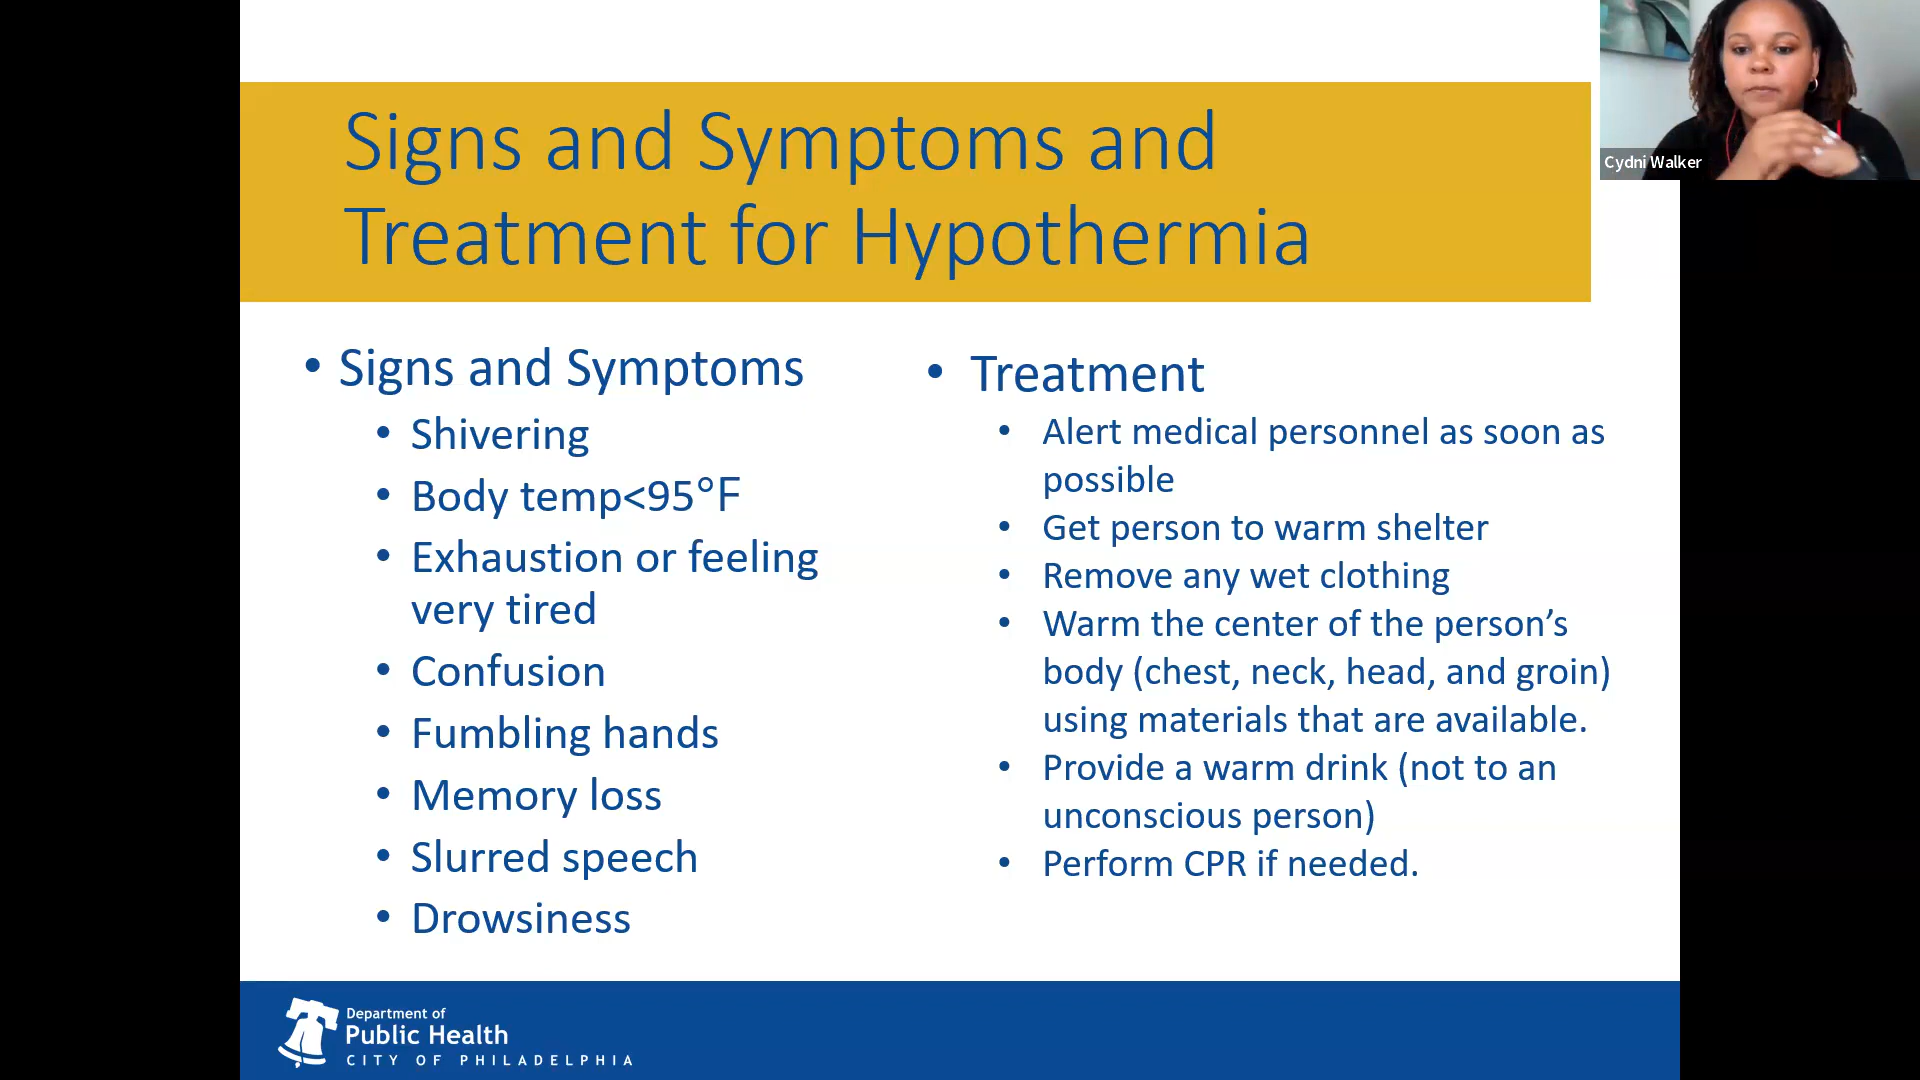 Signs and Symptoms and
Treatment for Hypothermia
Cydni Walker
• Signs and Symptoms
• Shivering
• Body temp<95°F
• Exhaustion or feeling
very tired
• Confusion
• Fumbling hands
• Memory loss
• Slurred speech
• Drowsiness
• Treatment
• Alert medical personnel as soon as
possible
• Get person to warm shelter
• Remove any wet clothing
• Warm the center of the person’s
body (chest, neck, head, and groin)
using materials that are available.
• Provide a warm drink (not to an
unconscious person)
• Perform CPR if needed.
Department of
Public Health
CITY OF PHILADELPHIA